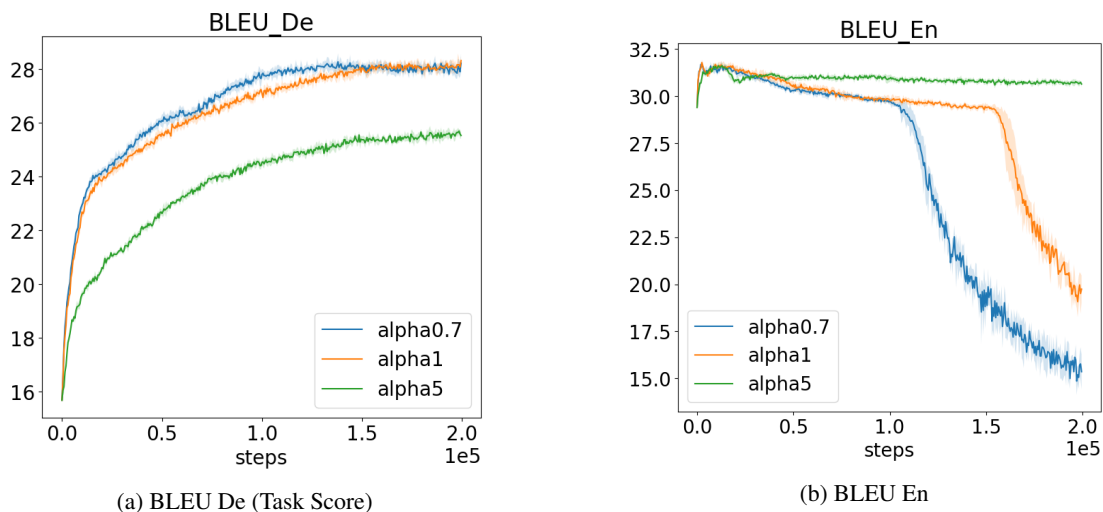 BLEU_De
28
26
24
22
20
18
16
alpha0.7
alpha1
alpha5
0.0 0.5 1.0 1.5 2.0
steps 1e5
(a) BLEU De (Task Score)
BLEU_En
32.5
30.0
27.5
25.0
22.5
20.0
17.5
15.0
alpha0.7
alpha1
alpha5
0.0 0.5 1.0 1.5 2.0
steps 1e5
(b) BLEU En